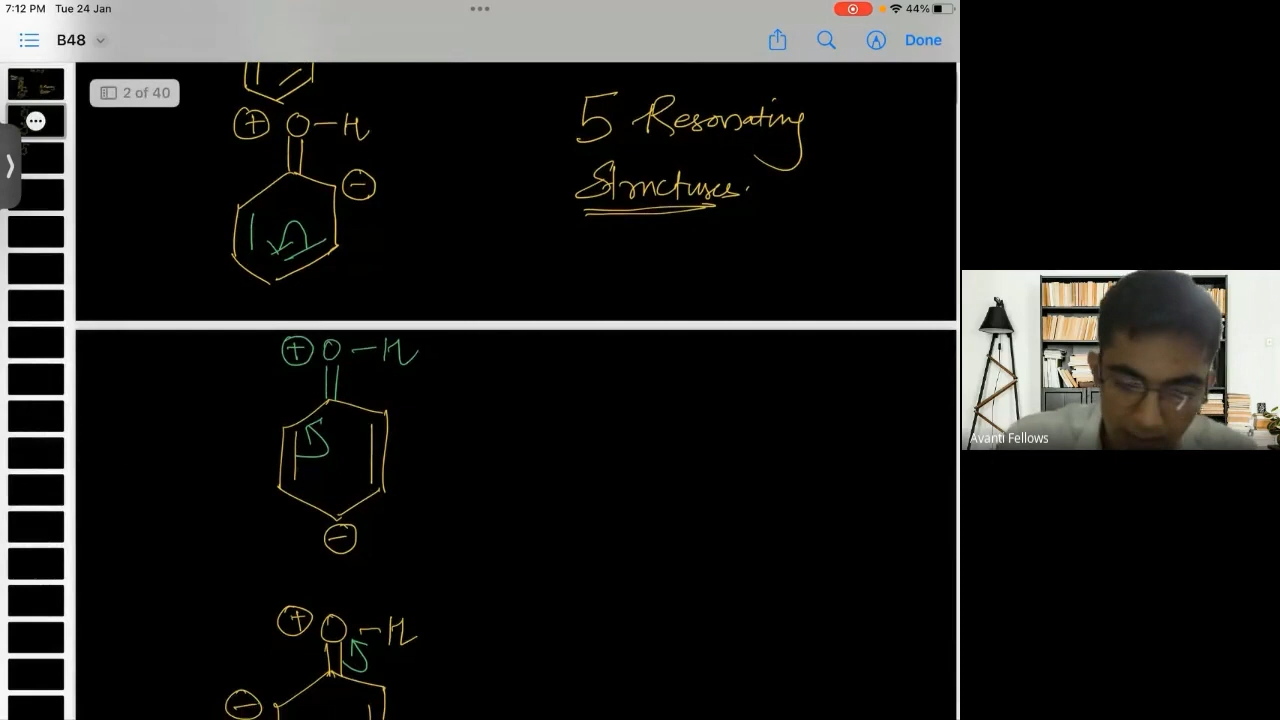 7:12 PM Tue 24 Jan
44%
B48
Done
2 of 40
+ O-H
-
5 Resonating
Structures.
+ O-H
-
+ O-H
-
Avanti Fellows